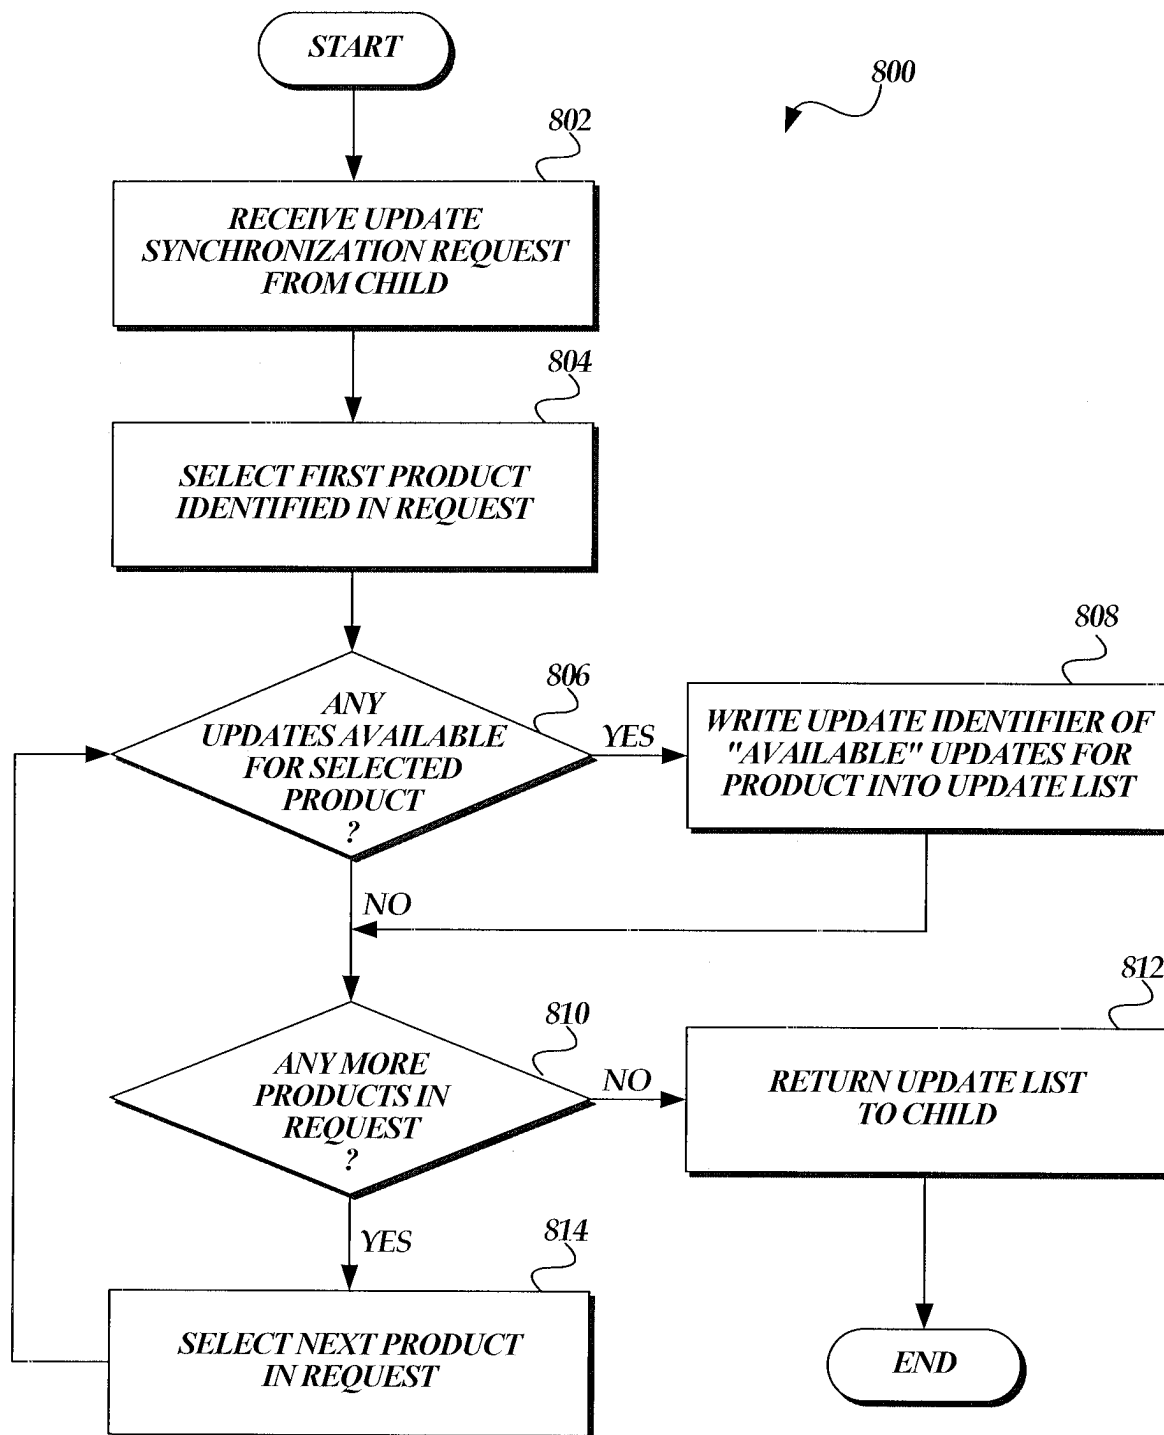 START
800
802
RECEIVE UPDATE
SYNCHRONIZATION REQUEST
FROM CHILD
804
SELECT FIRST PRODUCT
IDENTIFIED IN REQUEST
806
ANY
UPDATES AVAILABLE
FOR SELECTED
PRODUCT
?
YES
808
WRITE UPDATE IDENTIFIER OF
"AVAILABLE" UPDATES FOR
PRODUCT INTO UPDATE LIST
NO
810
ANY MORE
PRODUCTS IN
REQUEST
?
NO
812
RETURN UPDATE LIST
TO CHILD
YES
814
SELECT NEXT PRODUCT
IN REQUEST
END